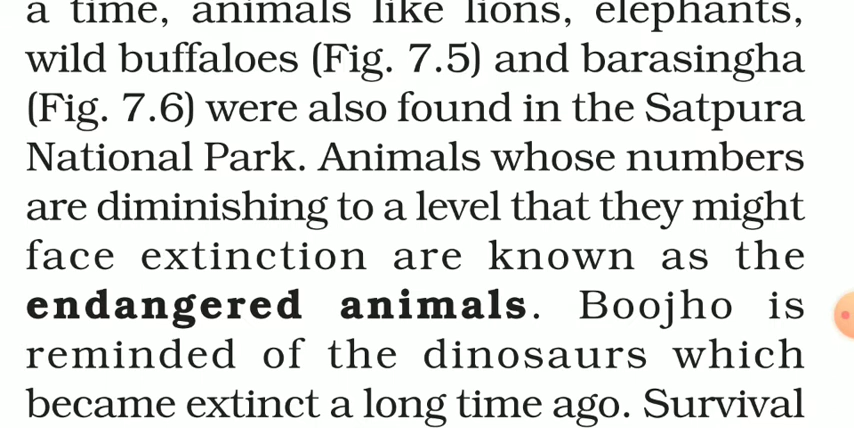 a time, animals like lions, elephants,
wild buffaloes (Fig. 7.5) and barasingha
(Fig. 7.6) were also found in the Satpura
National Park. Animals whose numbers
are diminishing to a level that they might
face extinction are known as the
endangered animals. Boojho is
reminded of the dinosaurs which
became extinct a long time ago. Survival